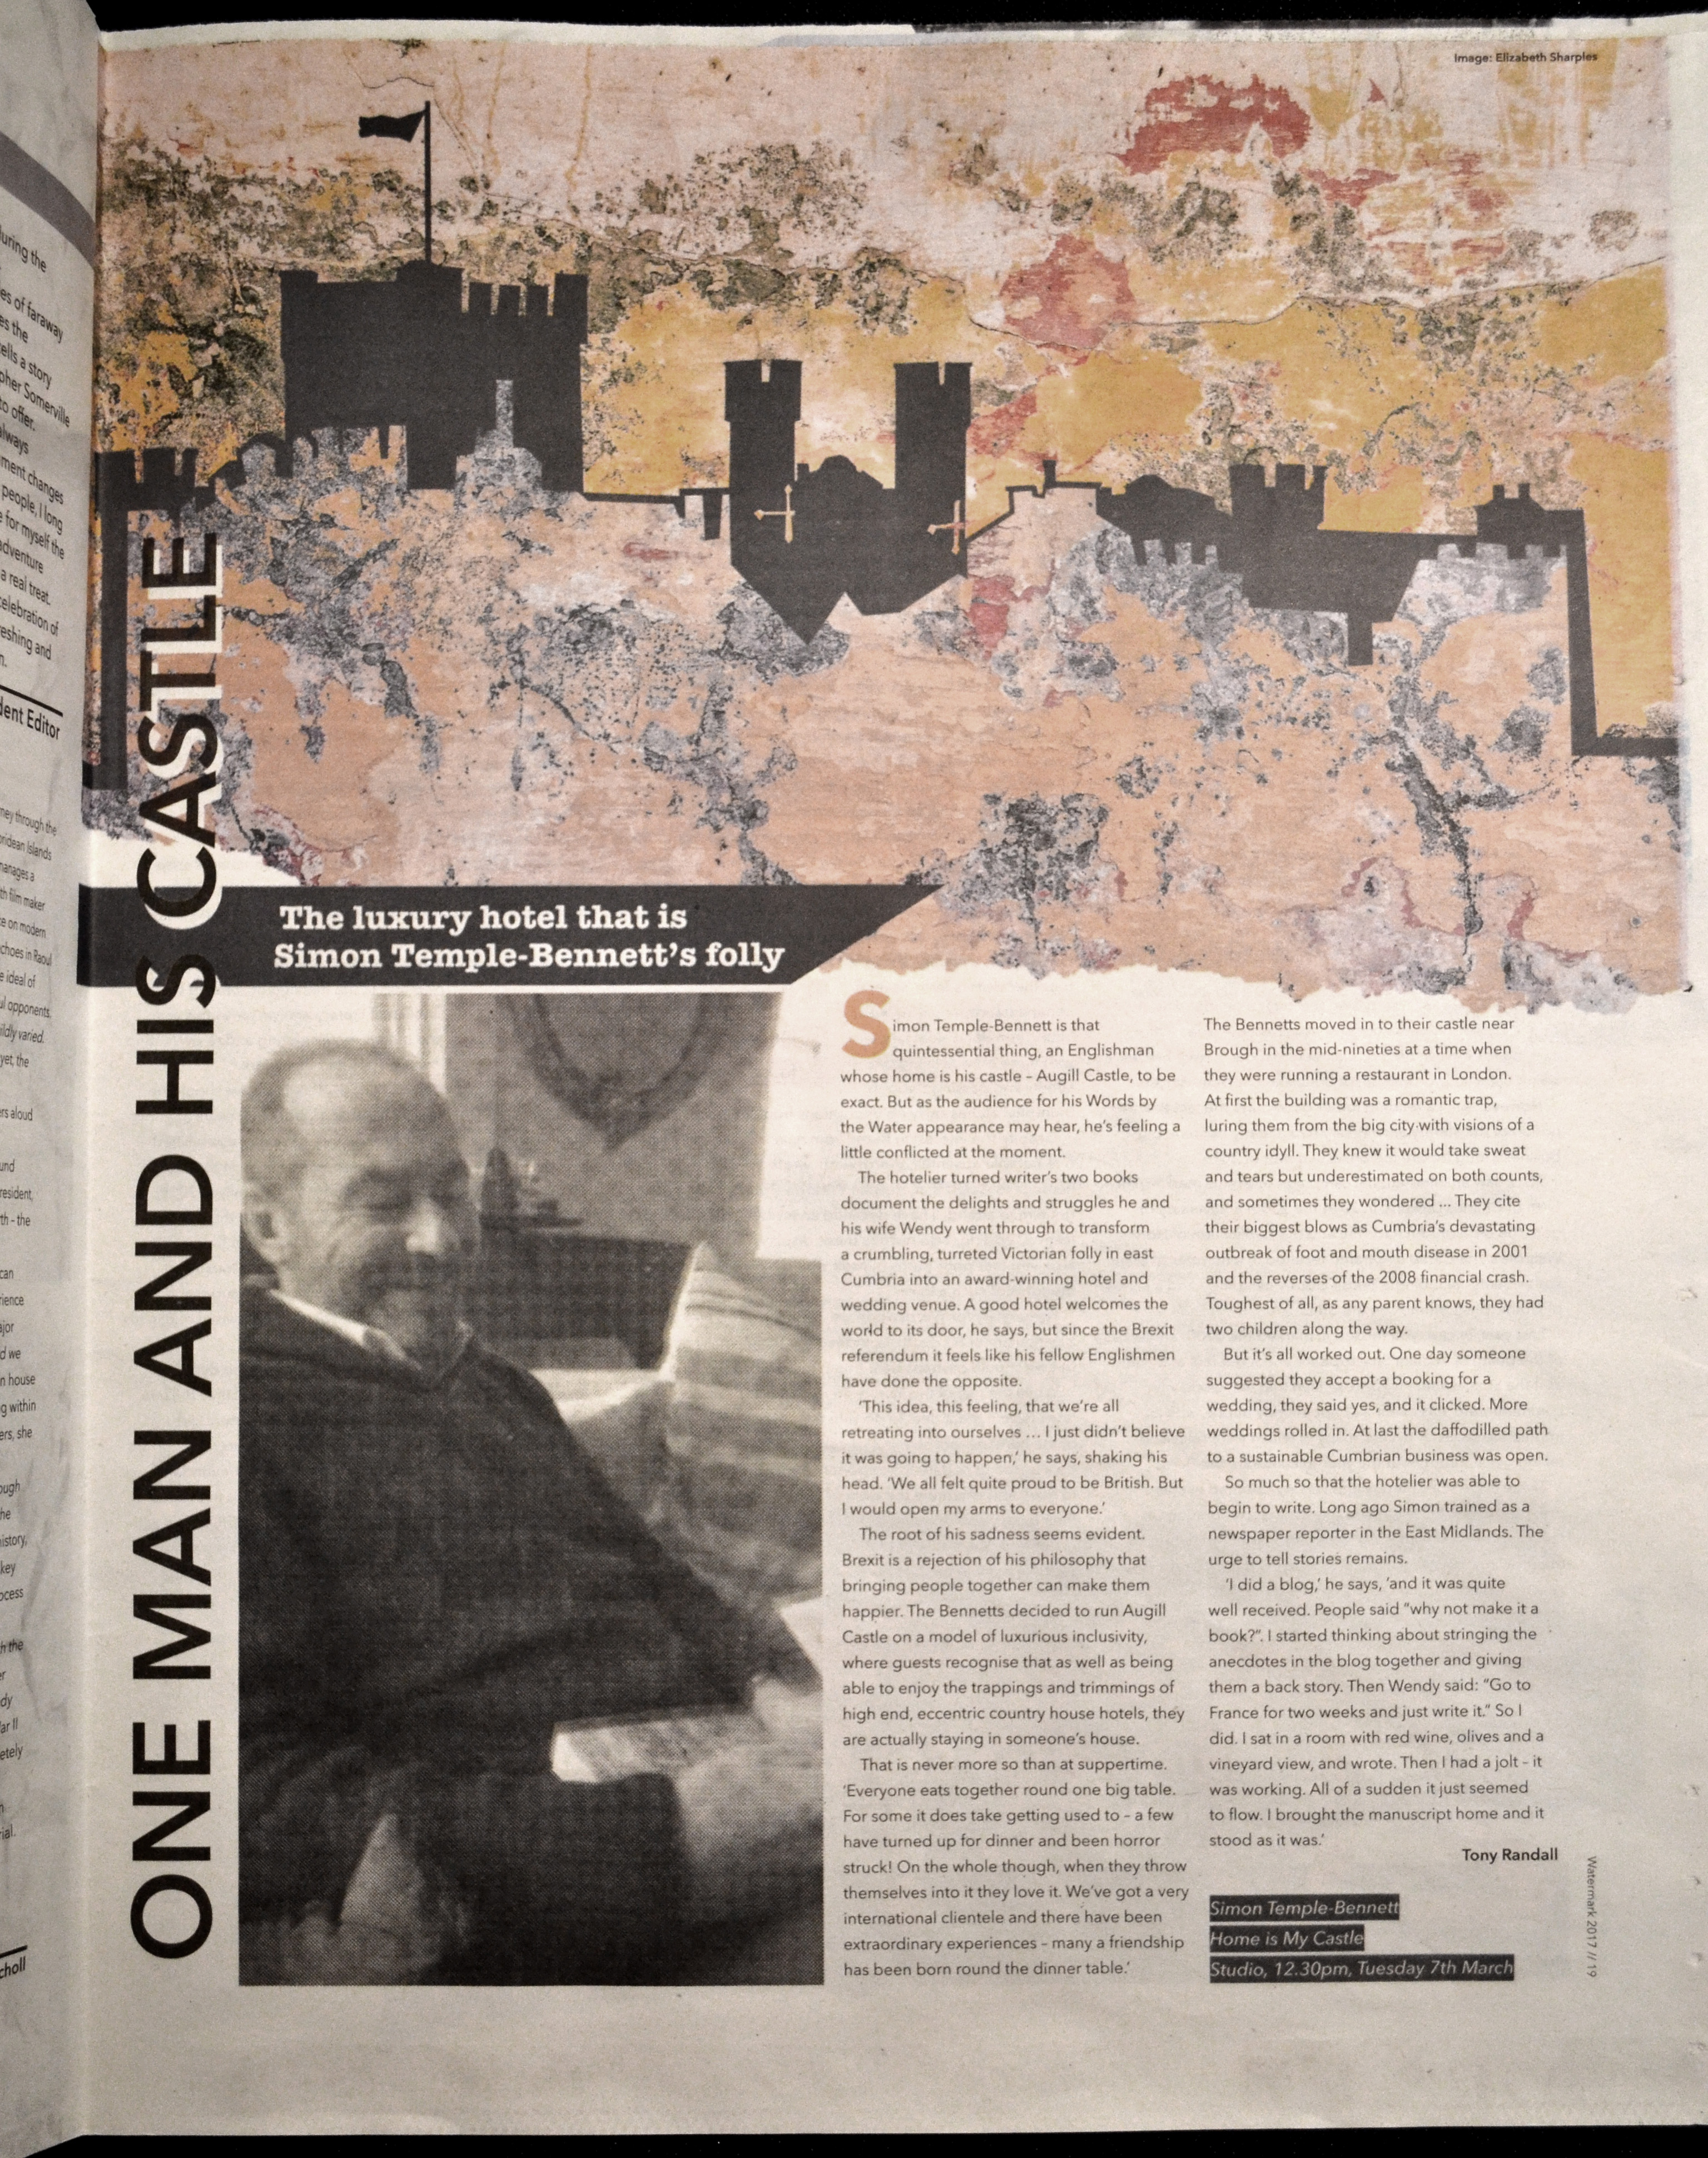 Image: Elizabeth Sharples
ONE MAN AND HIS CASTLE
The luxury hotel that is
Simon Temple-Bennett's folly
Simon Temple-Bennett is that
quintessential thing, an Englishman
whose home is his castle – Augill Castle, to be
exact. But as the audience for his Words by
the Water appearance may hear, he's feeling a
little conflicted at the moment.
The hotelier turned writer's two books
document the delights and struggles he and
his wife Wendy went through to transform
a crumbling, turreted Victorian folly in east
Cumbria into an award-winning hotel and
wedding venue. A good hotel welcomes the
world to its door, he says, but since the Brexit
referendum it feels like his fellow Englishmen
have done the opposite.
'This idea, this feeling, that we're all
retreating into ourselves ... I just didn't believe
it was going to happen,' he says, shaking his
head. 'We all felt quite proud to be British. But
I would open my arms to everyone.'
The root of his sadness seems evident.
Brexit is a rejection of his philosophy that
bringing people together can make them
happier. The Bennetts decided to run Augill
Castle on a model of luxurious inclusivity,
where guests recognise that as well as being
able to enjoy the trappings and trimmings of
high end, eccentric country house hotels, they
are actually staying in someone's house.
That is never more so than at suppertime.
'Everyone eats together round one big table.
For some it does take getting used to – a few
have turned up for dinner and been horror
struck! On the whole though, when they throw
themselves into it they love it. We've got a very
international clientele and there have been
extraordinary experiences – many a friendship
has been born round the dinner table.'
The Bennetts moved in to their castle near
Brough in the mid-nineties at a time when
they were running a restaurant in London.
At first the building was a romantic trap,
luring them from the big city with visions of a
country idyll. They knew it would take sweat
and tears but underestimated on both counts,
and sometimes they wondered ... They cite
their biggest blows as Cumbria's devastating
outbreak of foot and mouth disease in 2001
and the reverses of the 2008 financial crash.
Toughest of all, as any parent knows, they had
two children along the way.
But it's all worked out. One day someone
suggested they accept a booking for a
wedding, they said yes, and it clicked. More
weddings rolled in. At last the daffodilled path
to a sustainable Cumbrian business was open.
So much so that the hotelier was able to
begin to write. Long ago Simon trained as a
newspaper reporter in the East Midlands. The
urge to tell stories remains.
'I did a blog,' he says, 'and it was quite
well received. People said "why not make it a
book?". I started thinking about stringing the
anecdotes in the blog together and giving
them a back story. Then Wendy said: "Go to
France for two weeks and just write it." So I
did. I sat in a room with red wine, olives and a
vineyard view, and wrote. Then I had a jolt – it
was working. All of a sudden it just seemed
to flow. I brought the manuscript home and it
stood as it was.'
Tony Randall
Simon Temple-Bennett
Home is My Castle
Studio, 12.30pm, Tuesday 7th March
Watermark 2017 // 19